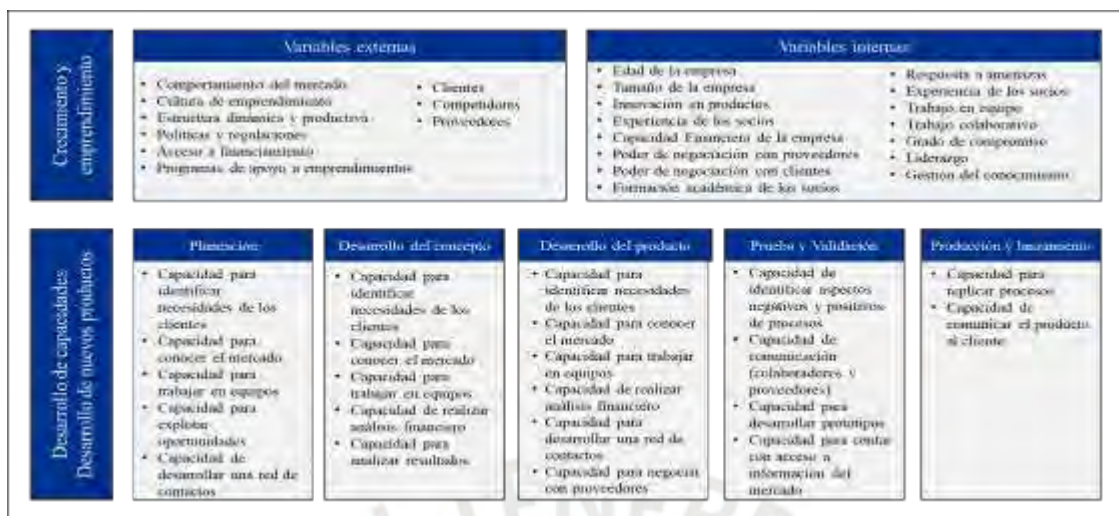 Crecimiento y
emprendimiento
Variables externas
• Comportamiento del mercado
• Cultura de emprendimiento
• Estructura dinámica y productiva
• Políticas y regulaciones
• Acceso a financiamiento
• Programas de apoyo a emprendimientos
• Clientes
• Competidores
• Proveedores
Variables internas
• Edad de la empresa
• Tamaño de la empresa
• Innovación en productos
• Experiencia de los socios
• Capacidad Financiera de la empresa
• Poder de negociación con proveedores
• Poder de negociación con clientes
• Formación académica de los socios
• Respuesta a amenazas
• Experiencia de los socios
• Trabajo en equipo
• Trabajo colaborativo
• Grado de compromiso
• Liderazgo
• Gestión del conocimiento
Desarrollo de capacidades
Desarrollo de nuevos productos
Planeación
• Capacidad para
identificar
necesidades de los
clientes
• Capacidad para
conocer el mercado
• Capacidad para
trabajar en equipos
• Capacidad para
explotar
oportunidades
• Capacidad de
desarrollar una red de
contactos
Desarrollo del concepto
• Capacidad para
identificar
necesidades de los
clientes
• Capacidad para
conocer el mercado
• Capacidad para
trabajar en equipos
• Capacidad de realizar
análisis financiero
• Capacidad para
analizar resultados
Desarrollo del producto
• Capacidad para
identificar necesidades
de los clientes
• Capacidad para conocer
el mercado
• Capacidad para trabajar
en equipos
• Capacidad de realizar
análisis financiero
• Capacidad para
desarrollar una red de
contactos
• Capacidad para negociar
con proveedores
Prueba y Validación
• Capacidad de
identificar aspectos
negativos y positivos
de procesos
• Capacidad de
comunicación
(colaboradores y
proveedores)
• Capacidad para
desarrollar prototipos
• Capacidad para contar
con acceso a
información del
mercado
Producción y lanzamiento
• Capacidad para
replicar procesos
• Capacidad de
comunicar el producto
al cliente